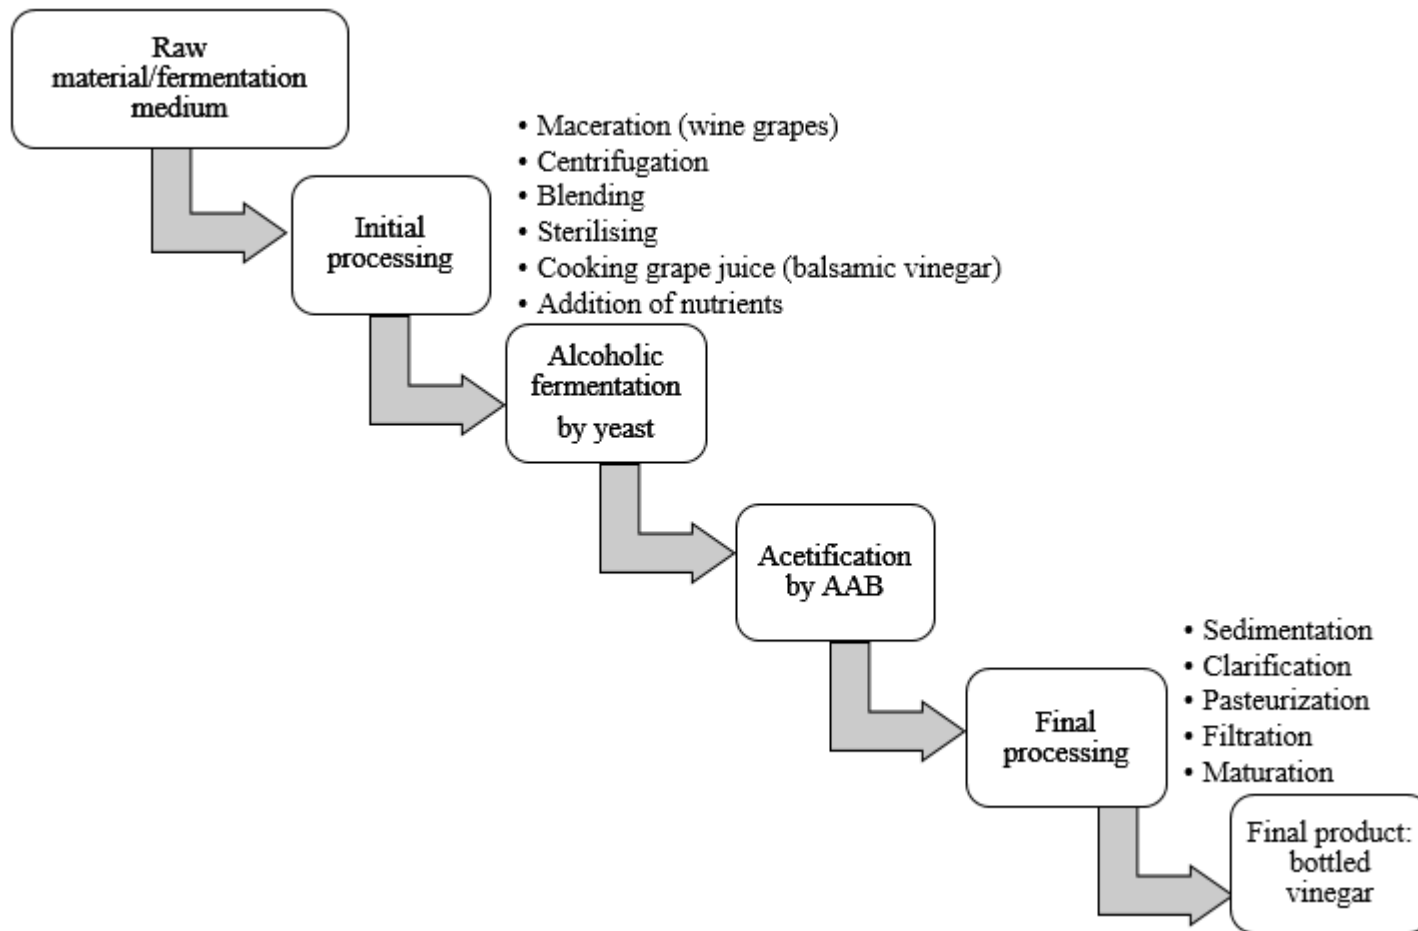 Raw
material/fermentation
medium
• Maceration (wine grapes)
• Centrifugation
• Blending
• Sterilising
• Cooking grape juice (balsamic vinegar)
• Addition of nutrients
Initial
processing
Alcoholic
fermentation
by yeast
Acetification
by AAB
• Sedimentation
• Clarification
• Pasteurization
• Filtration
• Maturation
Final
processing
Final product:
bottled
vinegar